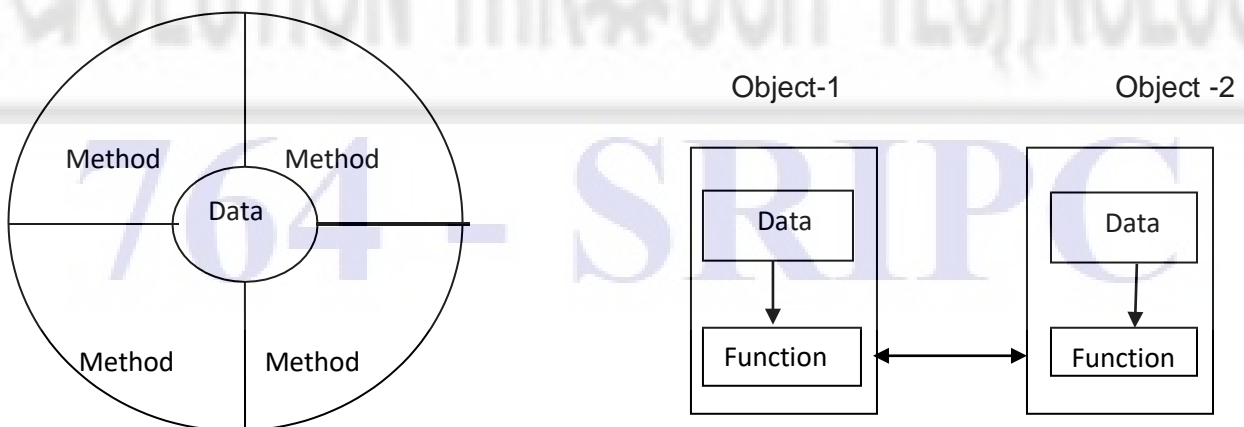 Object-1 Object -2
764 - SRIPC
Method Method
Data
Method Method
Data Data
Function Function